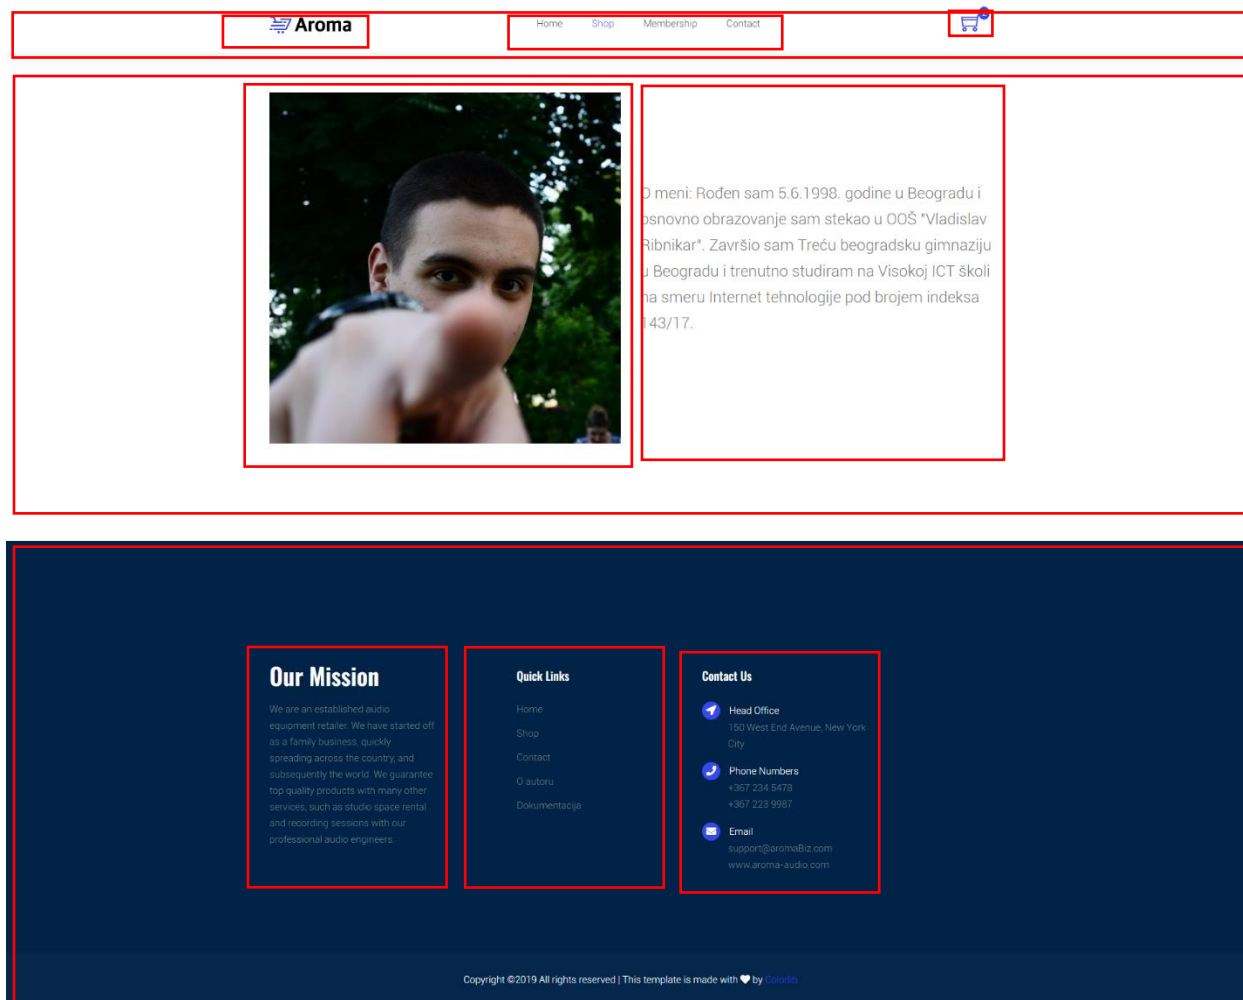 Aroma
Home Shop Membership Contact
O meni: Rođen sam 5.6.1998. godine u Beogradu i
osnovno obrazovanje sam stekao u OOŠ "Vladislav
Ribnikar". Završio sam Treću beogradsku gimnaziju
u Beogradu i trenutno studiram na Visokoj ICT školi
na smeru Internet tehnologije pod brojem indeksa
143/17.
Our Mission
We are an established audio
equipment retailer. We have started off
as a family business, quickly
spreading across the country, and
subsequently the world. We guarantee
top quality products with many other
services, such as studio space rental
and recording sessions with our
professional audio engineers.
Quick Links
Home
Shop
Contact
O autoru
Dokumentacija
Contact Us
Head Office
150 West End Avenue, New York
City
Phone Numbers
+367 234 5478
+367 223 9987
Email
support@aromaBiz.com
www.aroma-audio.com
Copyright ©2019 All rights reserved | This template is made with by Colorlib